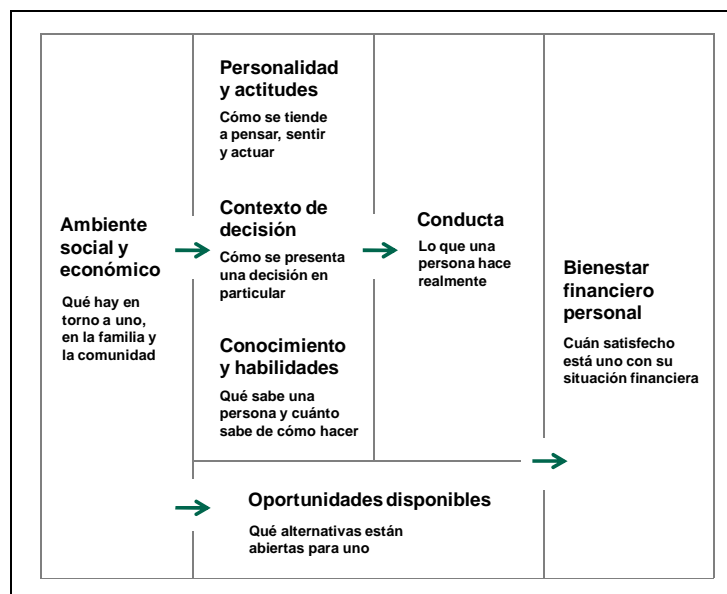 Ambiente
social y
económico
Qué hay en
torno a uno,
en la familia y
la comunidad
Personalidad
y actitudes
Cómo se tiende
a pensar, sentir
y actuar
Contexto de
decisión
Cómo se presenta
una decisión en
particular
Conocimiento
y habilidades
Qué sabe una
persona y cuánto
sabe de cómo hacer
Conducta
Lo que una
persona hace
realmente
Oportunidades disponibles
Qué alternativas están
abiertas para uno
Bienestar
financiero
personal
Cuán satisfecho
está uno con su
situación financiera